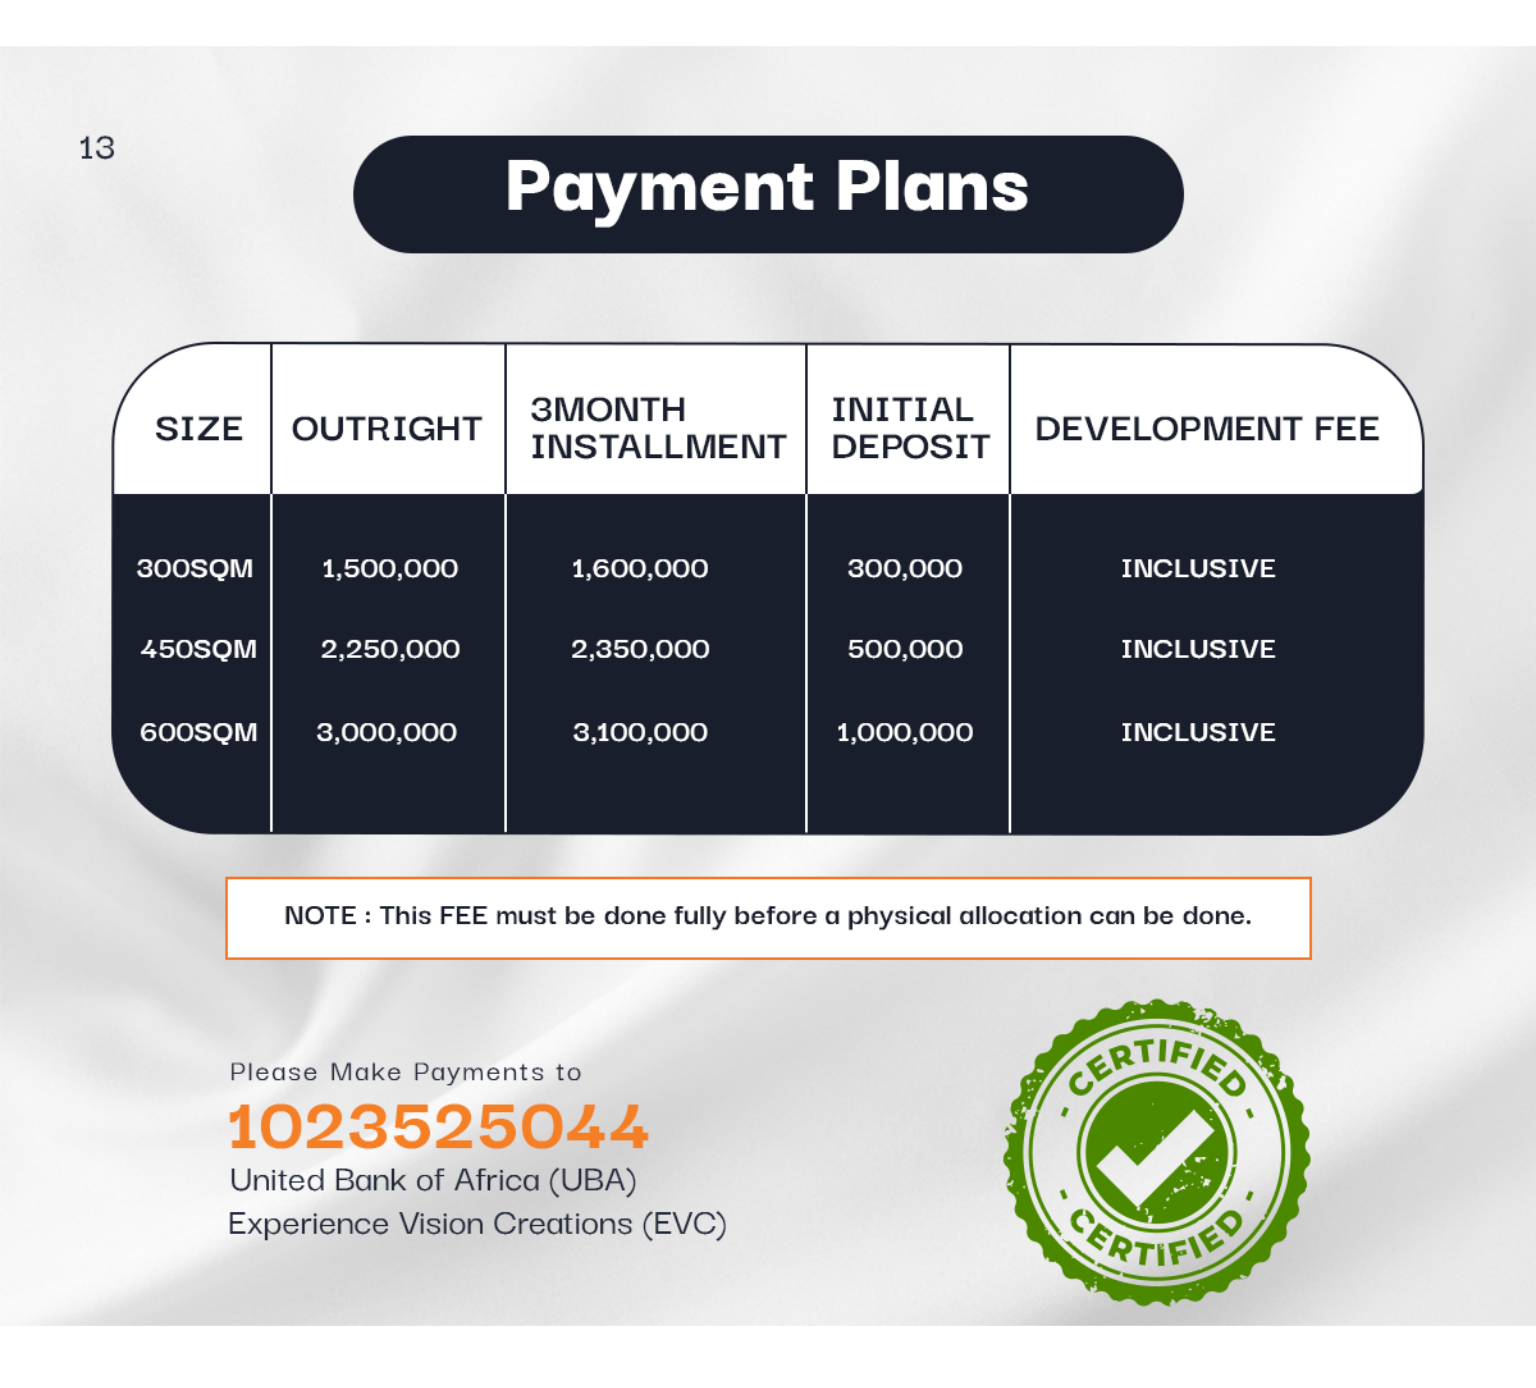 13
Payment Plans
SIZE
OUTRIGHT
3MONTH
INSTALLMENT
INITIAL
DEPOSIT
DEVELOPMENT FEE
300SQM 1,500,000 1,600,000 300,000 INCLUSIVE
450SQM 2,250,000 2,350,000 500,000 INCLUSIVE
600SQM 3,000,000 3,100,000 1,000,000 INCLUSIVE
NOTE : This FEE must be done fully before a physical allocation can be done.
Please Make Payments to
1023525044
United Bank of Africa (UBA)
Experience Vision Creations (EVC)
- CERTIFIED -
- CERTIFIED -